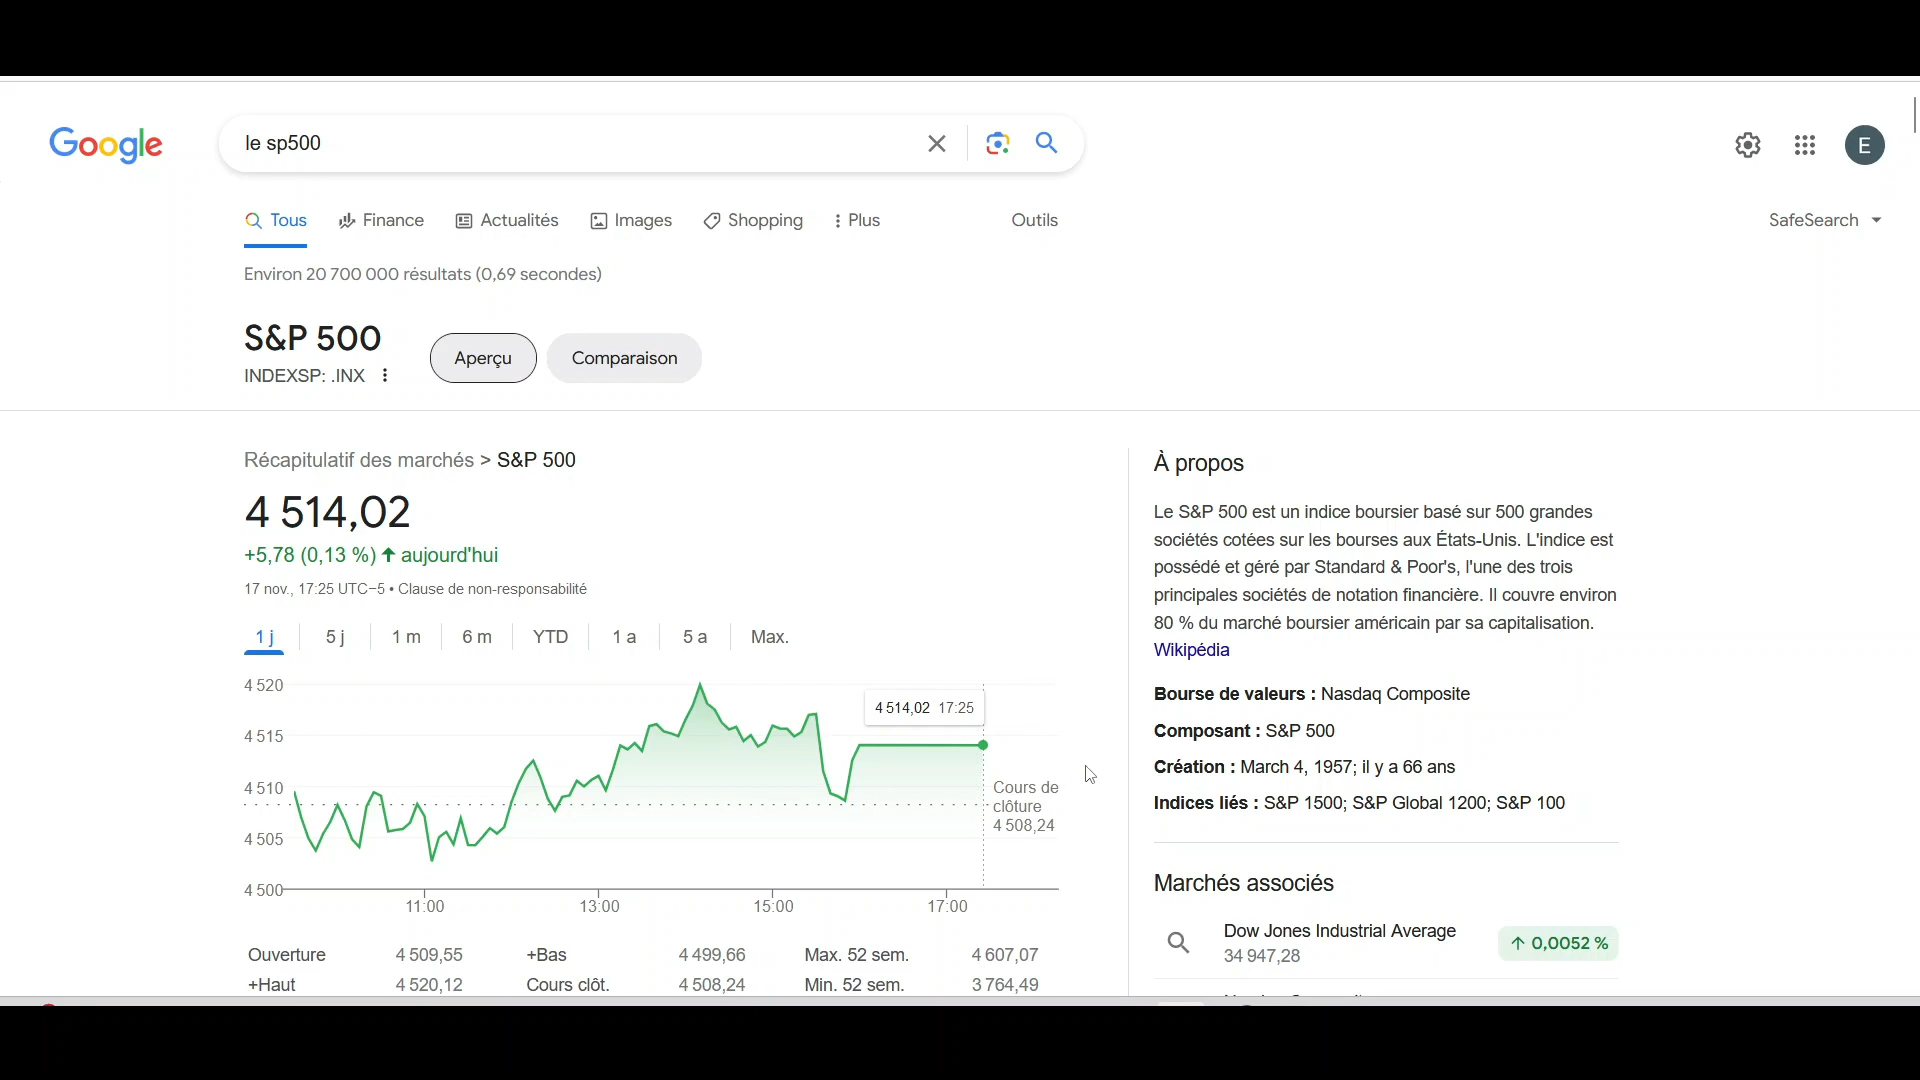 Google
le sp500
E
Tous
Finance
Actualités
Images
Shopping
Plus
Outils
SafeSearch
Environ 20 700 000 résultats (0,69 secondes)
S&P 500
INDEXSP: .INX
Aperçu
Comparaison
Récapitulatif des marchés > S&P 500
4 514,02
+5,78 (0,13 %) aujourd'hui
17 nov., 17:25 UTC−5 • Clause de non-responsabilité
1 j
5 j
1 m
6 m
YTD
1 a
5 a
Max.
4 520
4 515
4 510
4 505
4 500
4 514,02 17:25
Cours de
clôture
4 508,24
11:00
13:00
15:00
17:00
Ouverture 4 509,55 +Bas 4 499,66 Max. 52 sem. 4 607,07
+Haut 4 520,12 Cours clôt. 4 508,24 Min. 52 sem. 3 764,49
À propos
Le S&P 500 est un indice boursier basé sur 500 grandes
sociétés cotées sur les bourses aux États-Unis. L'indice est
possédé et géré par Standard & Poor's, l'une des trois
principales sociétés de notation financière. Il couvre environ
80 % du marché boursier américain par sa capitalisation.
Wikipédia
Bourse de valeurs : Nasdaq Composite
Composant : S&P 500
Création : March 4, 1957; il y a 66 ans
Indices liés : S&P 1500; S&P Global 1200; S&P 100
Marchés associés
Dow Jones Industrial Average
34 947,28
0,0052 %